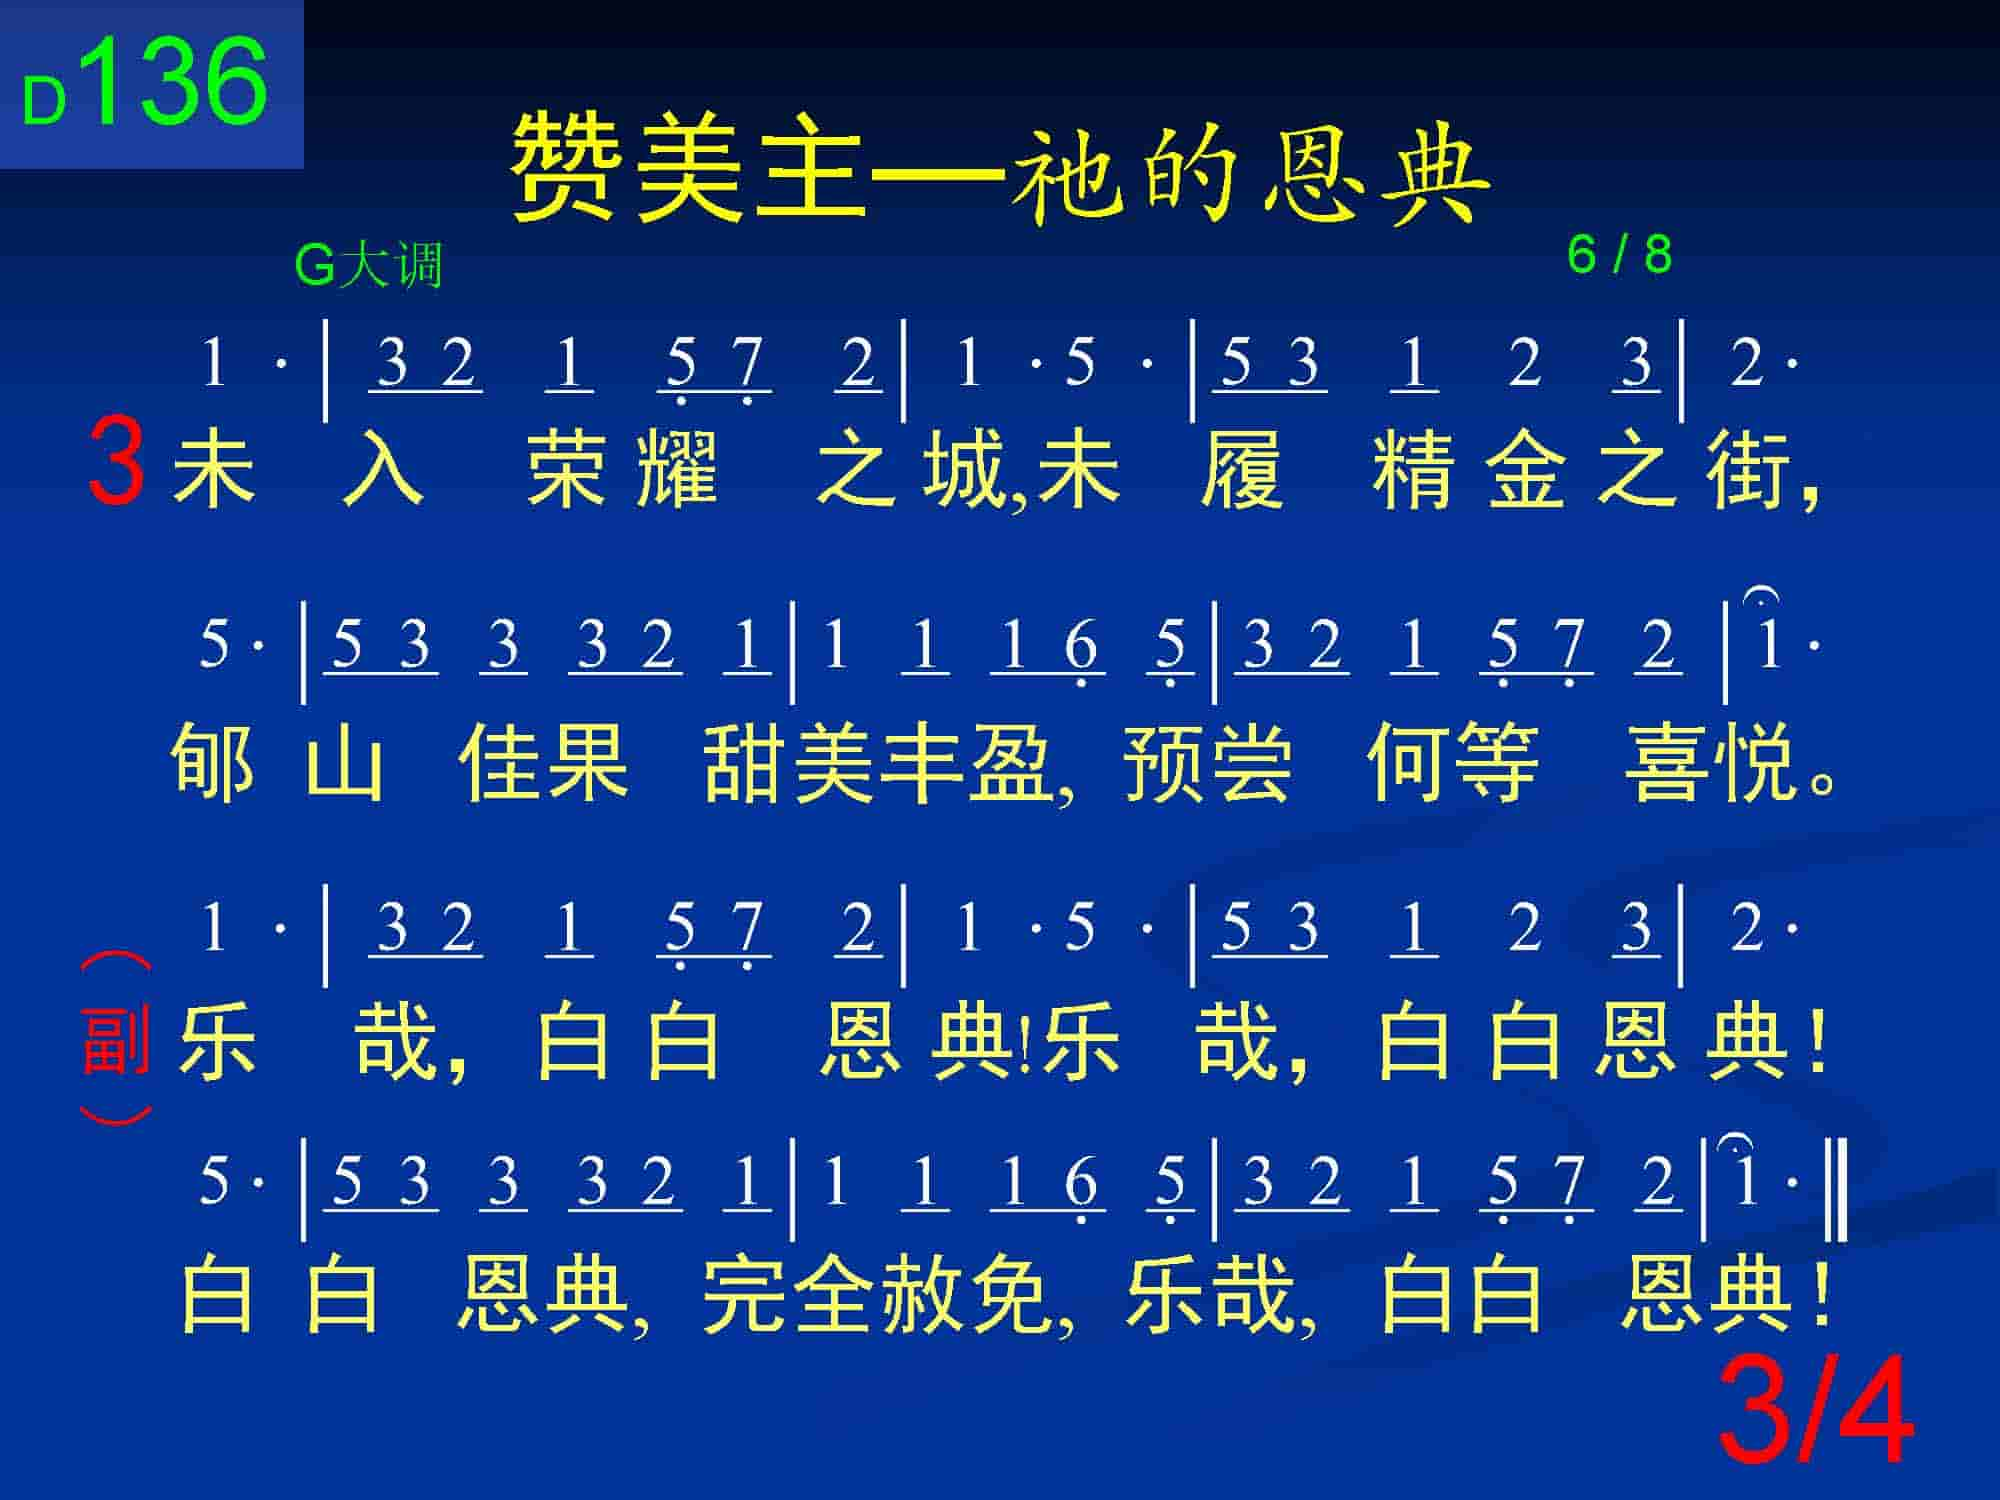 D136
赞美主—祂的恩典
G大调 6 / 8
1 · | 3 2 1 5 7 2 | 1 · 5 · | 5 3 1 2 3 | 2 ·
3 未 入 荣 耀 之 城,未 履 精 金 之 街，
5 · | 5 3 3 3 2 1 | 1 1 1 6 5 | 3 2 1 5 7 2 | 1 ·
郇 山 佳 果 甜 美 丰 盈, 预 尝 何 等 喜 悦。
1 · | 3 2 1 5 7 2 | 1 · 5 · | 5 3 1 2 3 | 2 ·
（副） 乐 哉， 白 白 恩 典!乐 哉， 白 白 恩 典！
5 · | 5 3 3 3 2 1 | 1 1 1 6 5 | 3 2 1 5 7 2 | 1 · ‖
白 白 恩 典, 完 全 赦 免, 乐 哉, 白 白 恩 典！
3/4